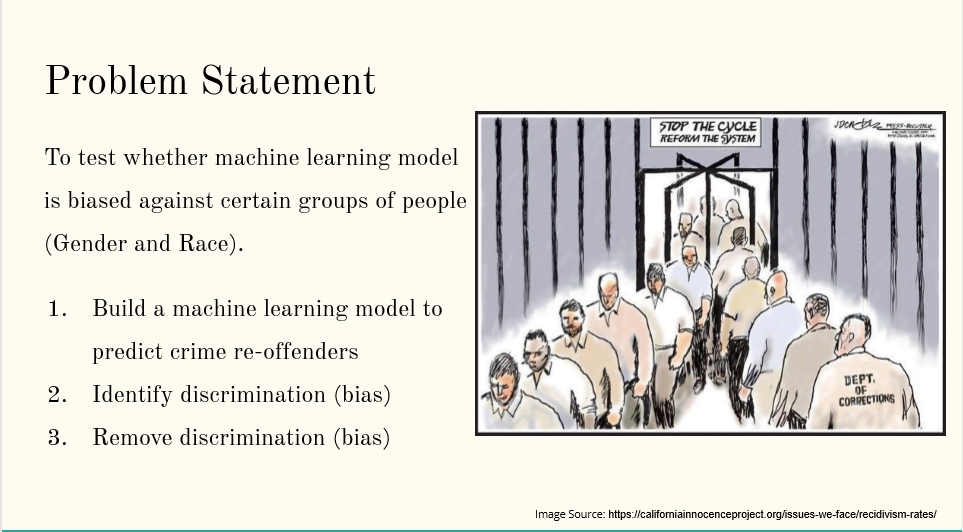 Problem Statement
To test whether machine learning model
is biased against certain groups of people
(Gender and Race).
1. Build a machine learning model to
predict crime re-offenders
2. Identify discrimination (bias)
3. Remove discrimination (bias)
STOP THE CYCLE
REFORM THE SYSTEM
PRESS-REGISTER
DEPT.
OF
CORRECTIONS
Image Source: https://californiainnocenceproject.org/issues-we-face/recidivism-rates/